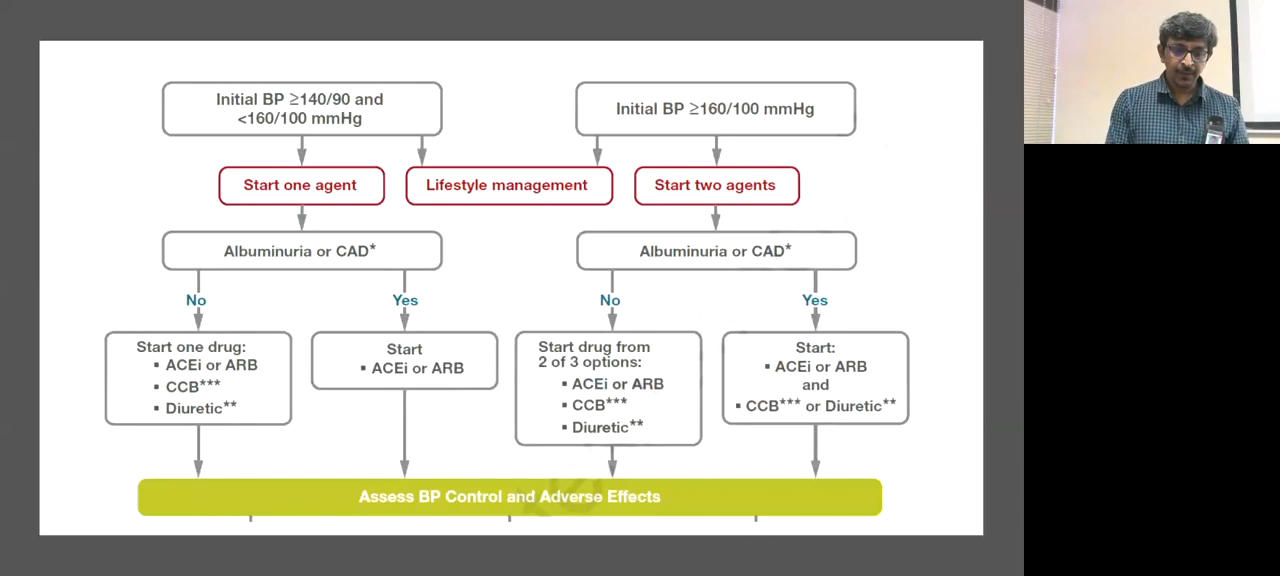 Initial BP ≥140/90 and
<160/100 mmHg
Initial BP ≥160/100 mmHg
Start one agent
Lifestyle management
Start two agents
Albuminuria or CAD*
Albuminuria or CAD*
No
Yes
No
Yes
Start one drug:
▪ ACEi or ARB
▪ CCB***
▪ Diuretic**
Start
▪ ACEi or ARB
Start drug from
2 of 3 options:
▪ ACEi or ARB
▪ CCB***
▪ Diuretic**
Start:
▪ ACEi or ARB
and
▪ CCB*** or Diuretic**
Assess BP Control and Adverse Effects